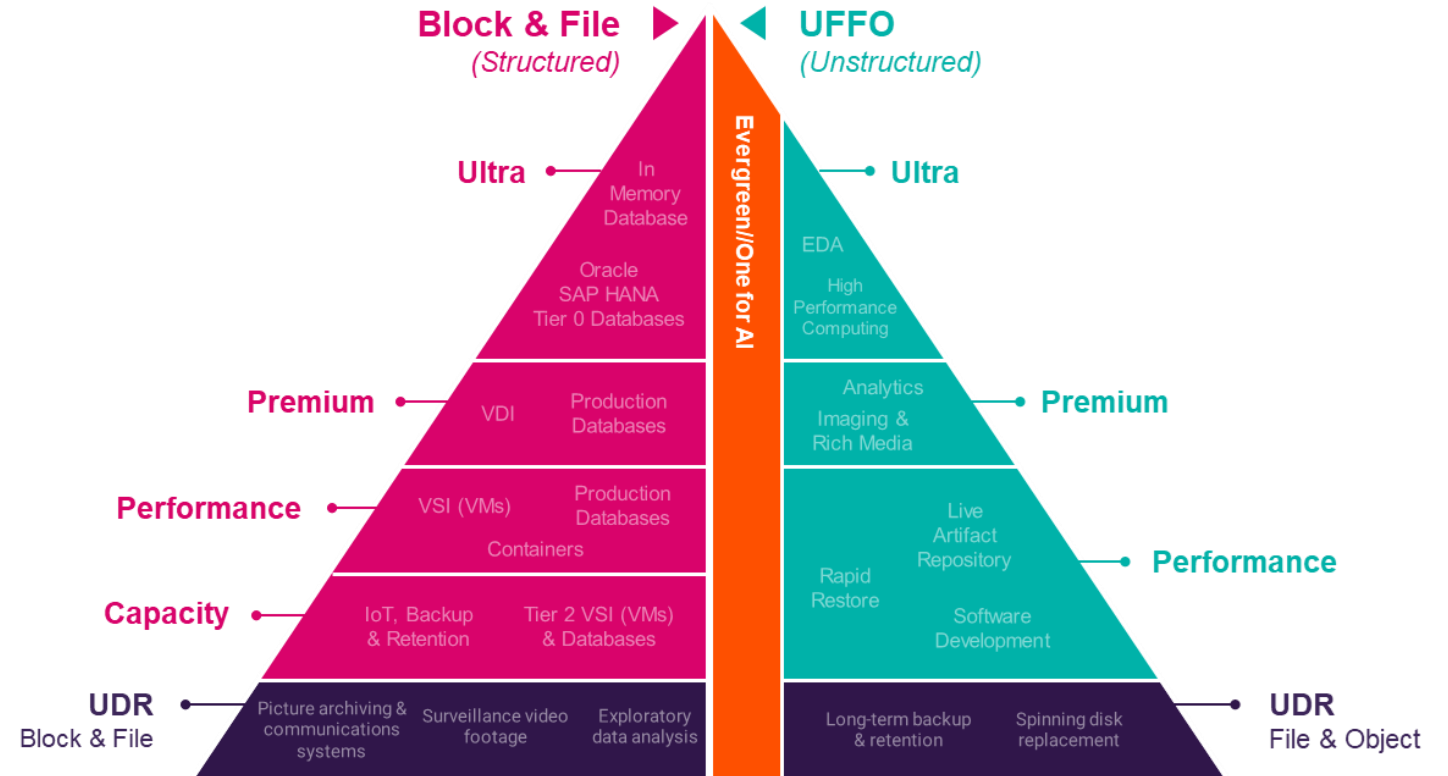 Block & File
(Structured)
UFFO
(Unstructured)
Evergreen//One for AI
Ultra
In
Memory
Database
Oracle
SAP HANA
Tier 0 Databases
Ultra
EDA
High
Performance
Computing
Premium
VDI
Production
Databases
Analytics
Imaging &
Rich Media
Premium
Performance
VSI (VMs)
Production
Databases
Containers
Live
Artifact
Repository
Rapid
Restore
Software
Development
Performance
Capacity
IoT, Backup
& Retention
Tier 2 VSI (VMs)
& Databases
UDR
Block & File
Picture archiving &
communications
systems
Surveillance video
footage
Exploratory
data analysis
Long-term backup
& retention
Spinning disk
replacement
UDR
File & Object